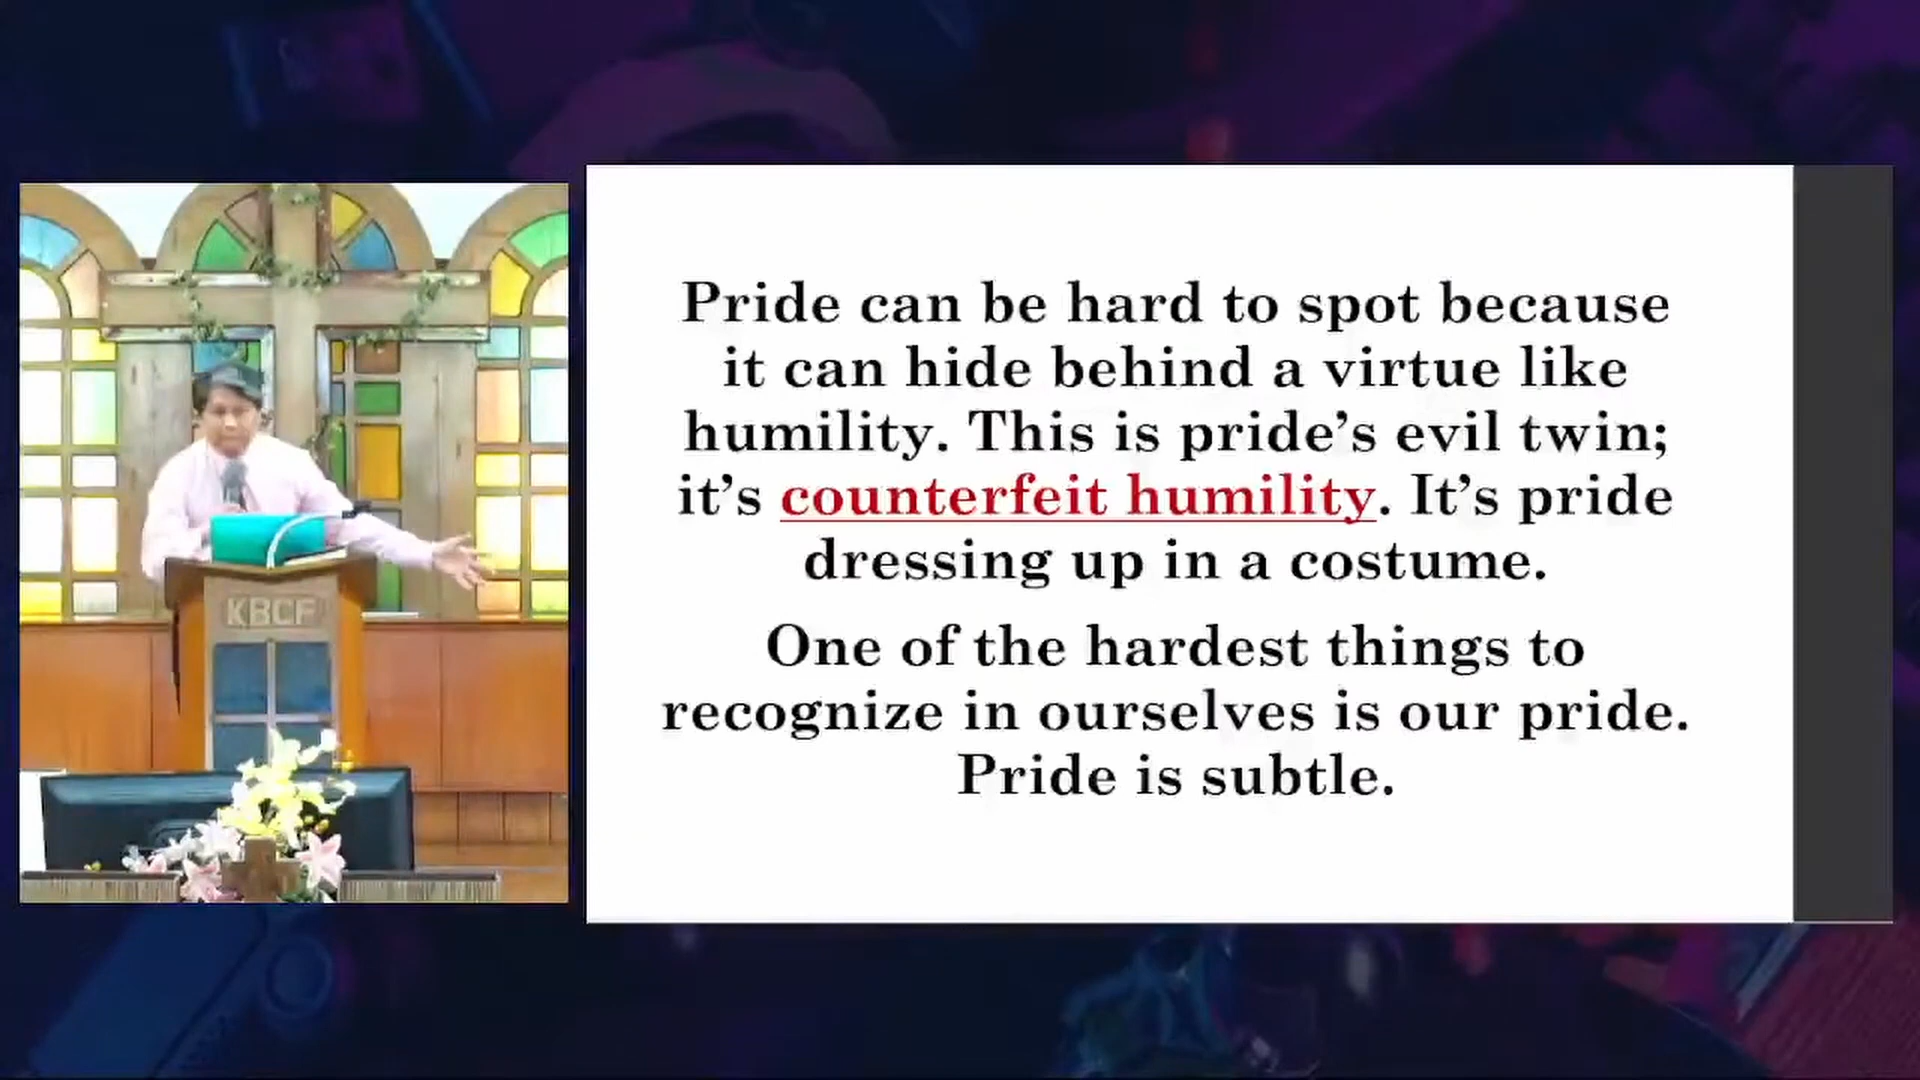 Pride can be hard to spot because
it can hide behind a virtue like
humility. This is pride’s evil twin;
it’s counterfeit humility. It’s pride
dressing up in a costume.
One of the hardest things to
recognize in ourselves is our pride.
Pride is subtle.
KBCF